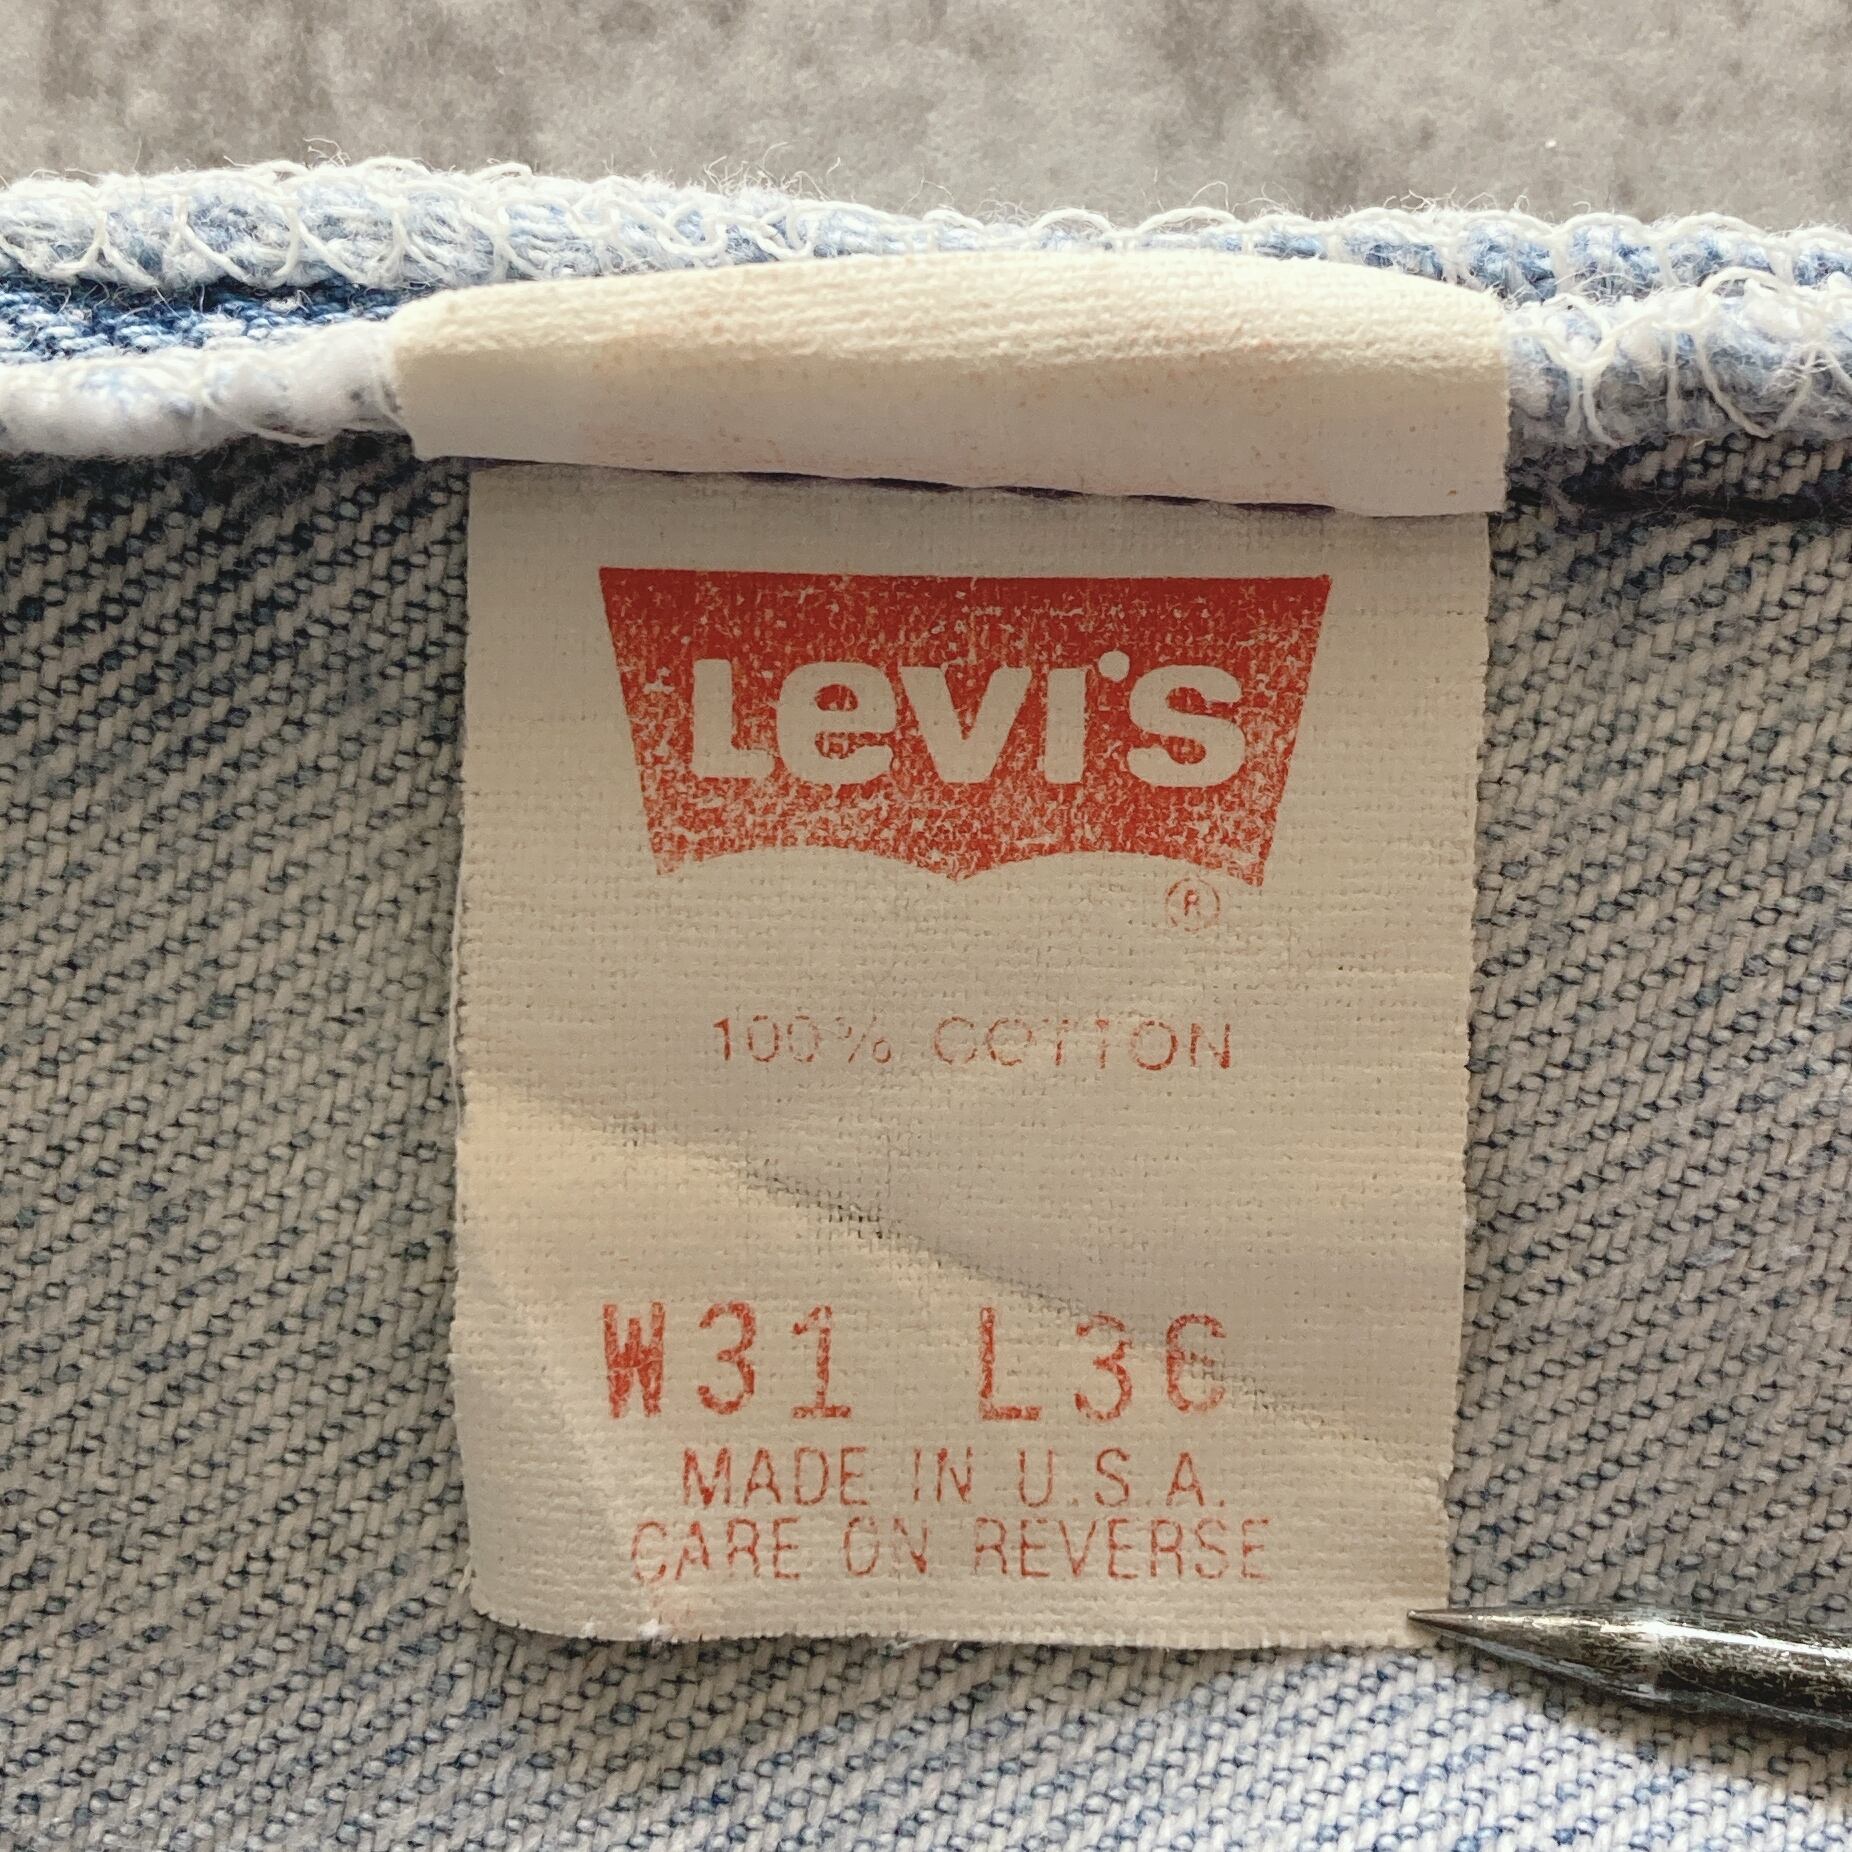 Levi's
®
100% COTTON
W31 L36
MADE IN U.S.A.
CARE ON REVERSE